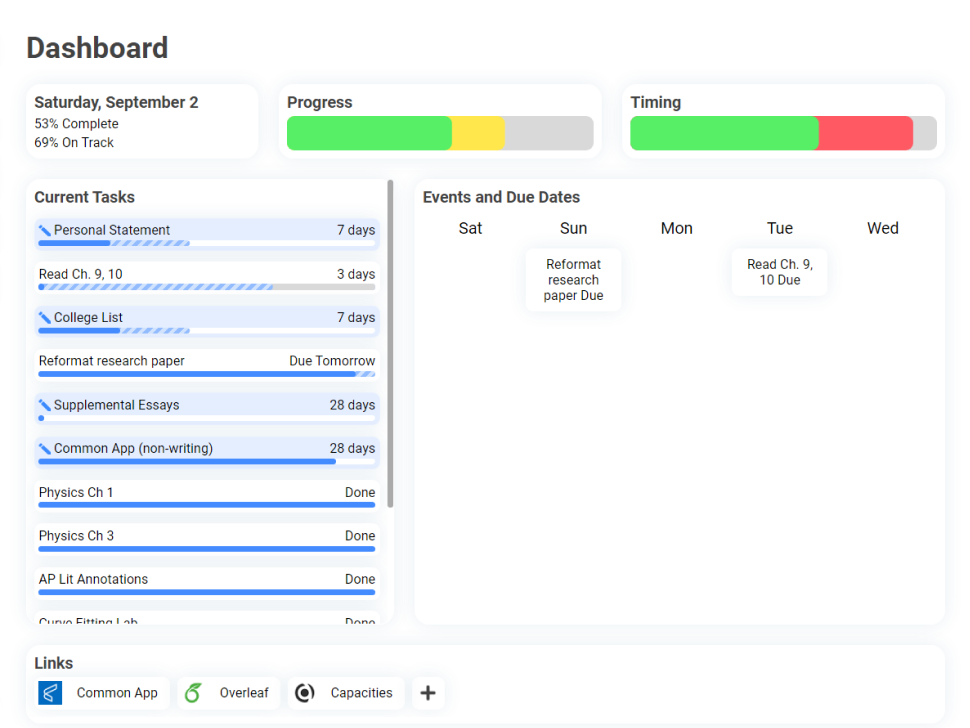 Dashboard
Saturday, September 2
53% Complete
69% On Track
Progress
Timing
Current Tasks
Personal Statement 7 days
Read Ch. 9, 10 3 days
College List 7 days
Reformat research paper Due Tomorrow
Supplemental Essays 28 days
Common App (non-writing) 28 days
Physics Ch 1 Done
Physics Ch 3 Done
AP Lit Annotations Done
Curve Fitting Lab Done
Events and Due Dates
Sat Sun Mon Tue Wed
Reformat
research
paper Due
Read Ch. 9,
10 Due
Links
Common App Overleaf Capacities +